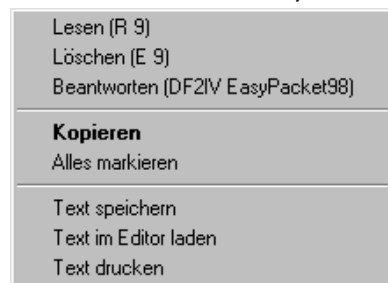 Lesen (R 9)
Löschen (E 9)
Beantworten (DF2IV EasyPacket98)
Kopieren
Alles markieren
Text speichern
Text im Editor laden
Text drucken